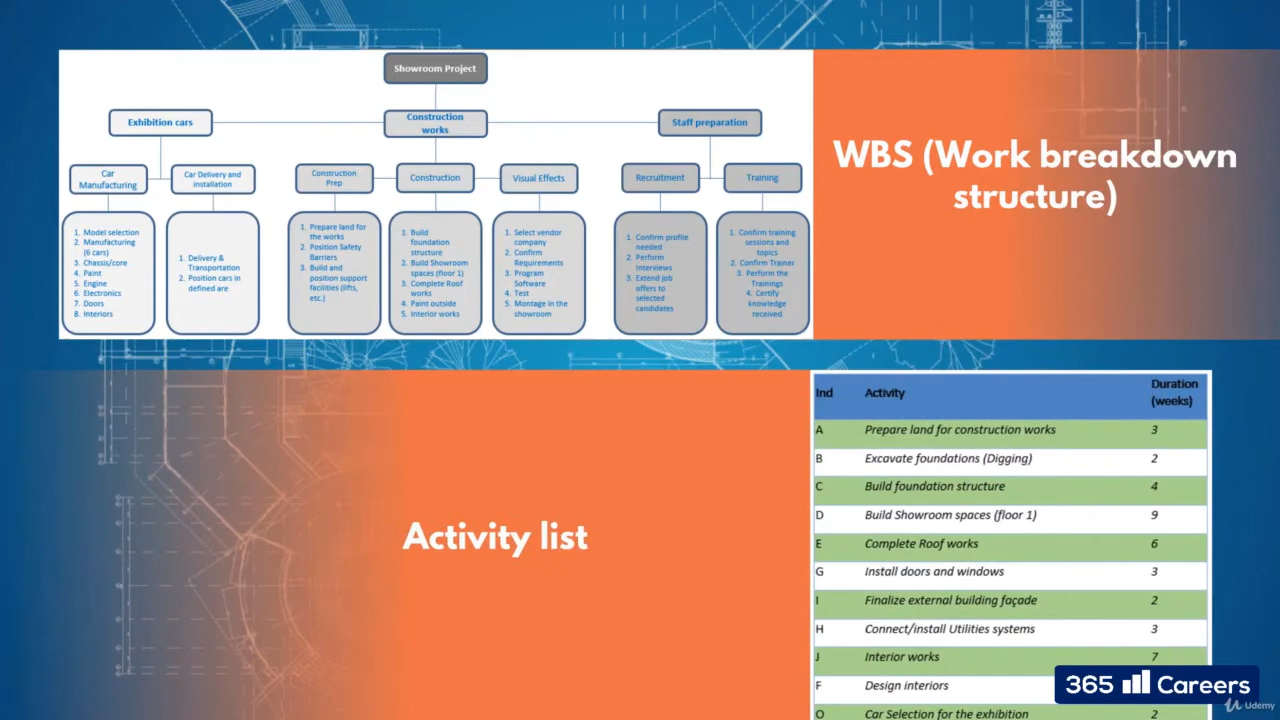 Showroom Project
Exhibition cars
Construction
works
Staff preparation
Car
Manufacturing
Car Delivery and
installation
Construction
Prep
Construction
Visual Effects
Recruitment
Training
1. Model selection
2. Manufacturing
(6 cars)
3. Chassis/core
4. Paint
5. Engine
6. Electronics
7. Doors
8. Interiors
1. Delivery &
Transportation
2. Position cars in
defined are
1. Prepare land for
the works
2. Position Safety
Barriers
3. Build and
position support
facilities (lifts,
etc.)
1. Build
foundation
structure
2. Build Showroom
spaces (floor 1)
3. Complete Roof
works
4. Paint outside
5. Interior works
1. Select vendor
company
2. Confirm
Requirements
3. Program
Software
4. Test
5. Montage in the
showroom
1. Confirm profile
needed
2. Perform
Interviews
3. Extend job
offers to
selected
candidates
1. Confirm training
sessions and
topics
2. Confirm Trainer
3. Perform the
Trainings
4. Certify
knowledge
received
WBS (Work breakdown
structure)
Activity list
Ind Activity Duration
(weeks)
A Prepare land for construction works 3
B Excavate foundations (Digging) 2
C Build foundation structure 4
D Build Showroom spaces (floor 1) 9
E Complete Roof works 6
G Install doors and windows 3
I Finalize external building façade 2
H Connect/install Utilities systems 3
J Interior works 7
F Design interiors
O Car Selection for the exhibition 2
365 Careers
Udemy